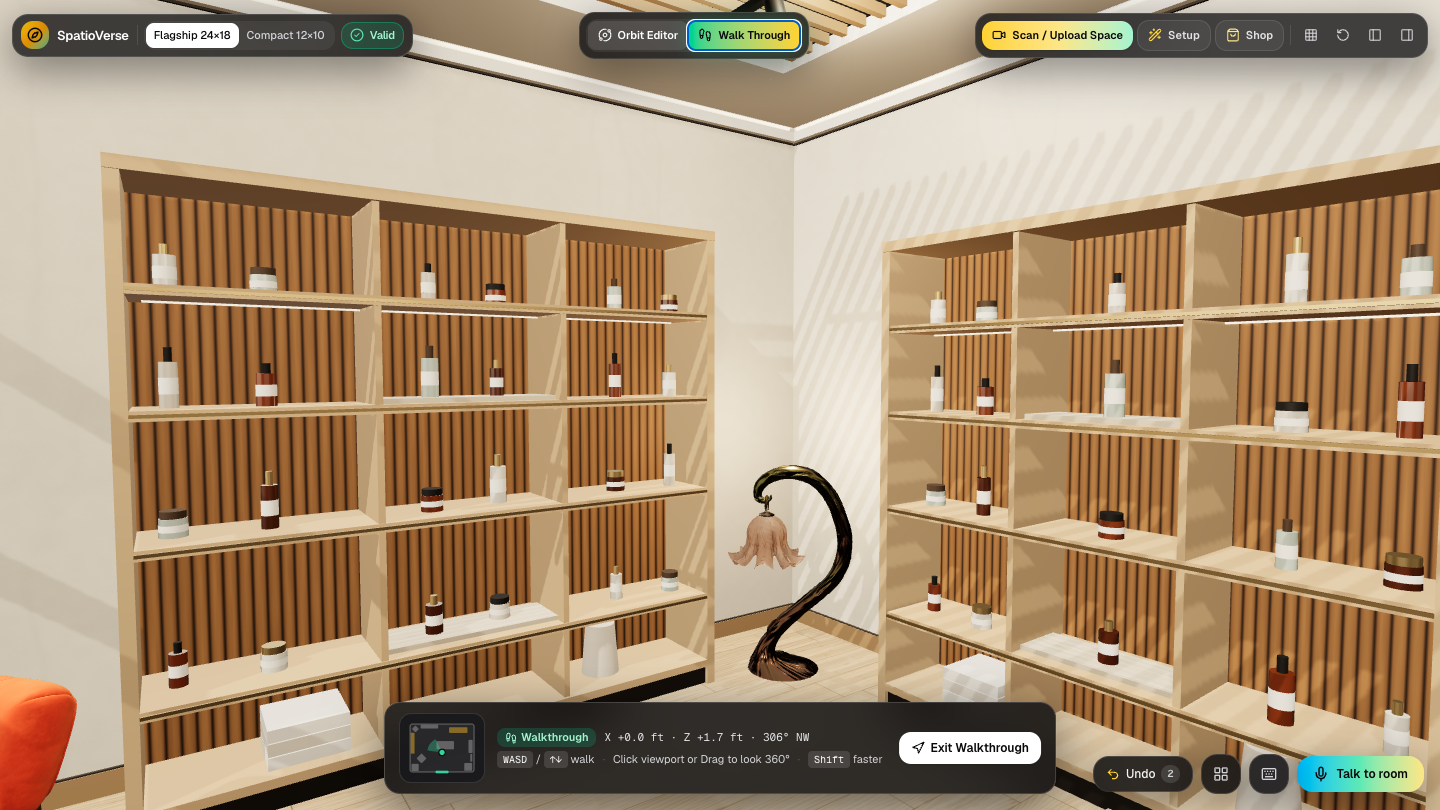 SpatioVerse
Flagship 24×18
Compact 12×10
Valid
Orbit Editor
Walk Through
Scan / Upload Space
Setup
Shop
Walkthrough X +0.0 ft · Z +1.7 ft · 306° NW
WASD / ↑↓ walk · Click viewport or Drag to look 360° · Shift faster
Exit Walkthrough
Undo 2
Talk to room